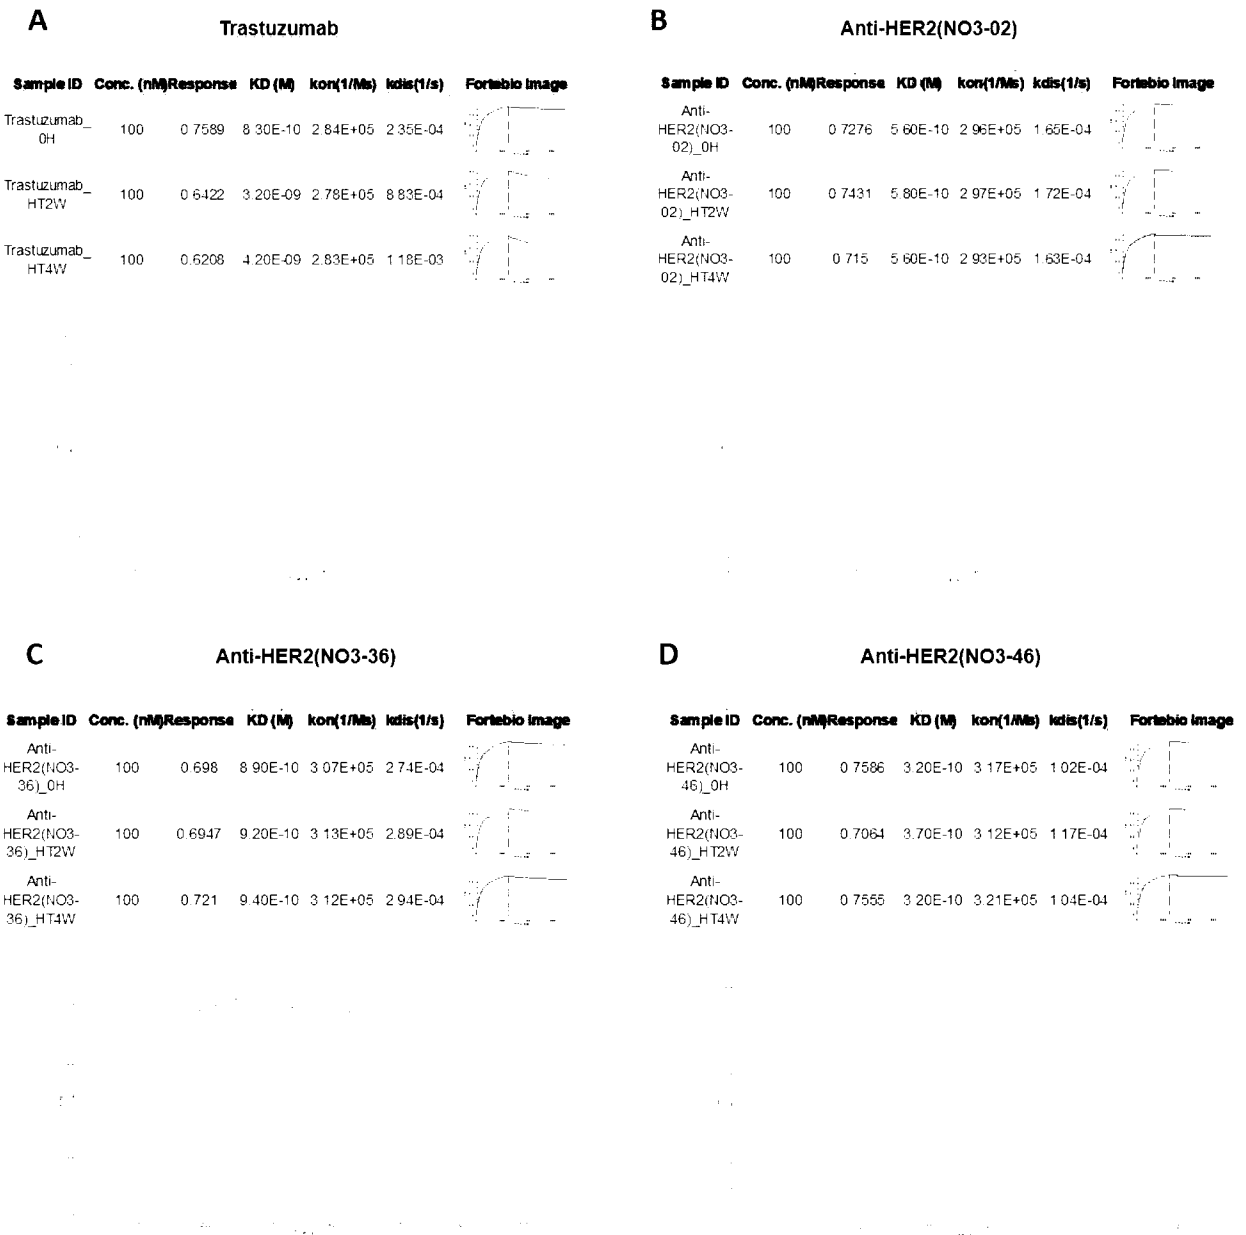 A
Trastuzumab
Sample ID Conc. (nM) Response KD (M) kon(1/Ms) kdis(1/s) Fortebio Image
Trastuzumab_
0H
100 0.7589 8 30E-10 2.84E+05 2.35E-04
Trastuzumab_
HT2W
100 0.6422 3.20E-09 2.78E+05 8 83E-04
Trastuzumab_
HT4W
100 0.6208 4.20E-09 2.83E+05 1 18E-03
B
Anti-HER2(NO3-02)
Sample ID Conc. (nM) Response KD (M) kon(1/Ms) kdis(1/s) Fortebio Image
Anti-
HER2(NO3-
02)_0H
100 0.7276 5 60E-10 2 96E+05 1.65E-04
Anti-
HER2(NO3-
02)_HT2W
100 0 7431 5.80E-10 2 97E+05 1.72E-04
Anti-
HER2(NO3-
02)_HT4W
100 0 715 5 60E-10 2 93E+05 1.63E-04
C
Anti-HER2(NO3-36)
Sample ID Conc. (nM) Response KD (M) kon(1/Ms) kdis(1/s) Fortebio Image
Anti-
HER2(NO3-
36)_0H
100 0.698 8 90E-10 3 07E+05 2 74E-04
Anti-
HER2(NO3-
36)_HT2W
100 0.6947 9.20E-10 3 13E+05 2.89E-04
Anti-
HER2(NO3-
36)_HT4W
100 0.721 9.40E-10 3 12E+05 2 94E-04
D
Anti-HER2(NO3-46)
Sample ID Conc. (nM) Response KD (M) kon(1/Ms) kdis(1/s) Fortebio Image
Anti-
HER2(NO3-
46)_0H
100 0 7586 3.20E-10 3 17E+05 1 02E-04
Anti-
HER2(NO3-
46)_HT2W
100 0.7064 3.70E-10 3 12E+05 1 17E-04
Anti-
HER2(NO3-
46)_HT4W
100 0.7555 3 20E-10 3.21E+05 1 04E-04